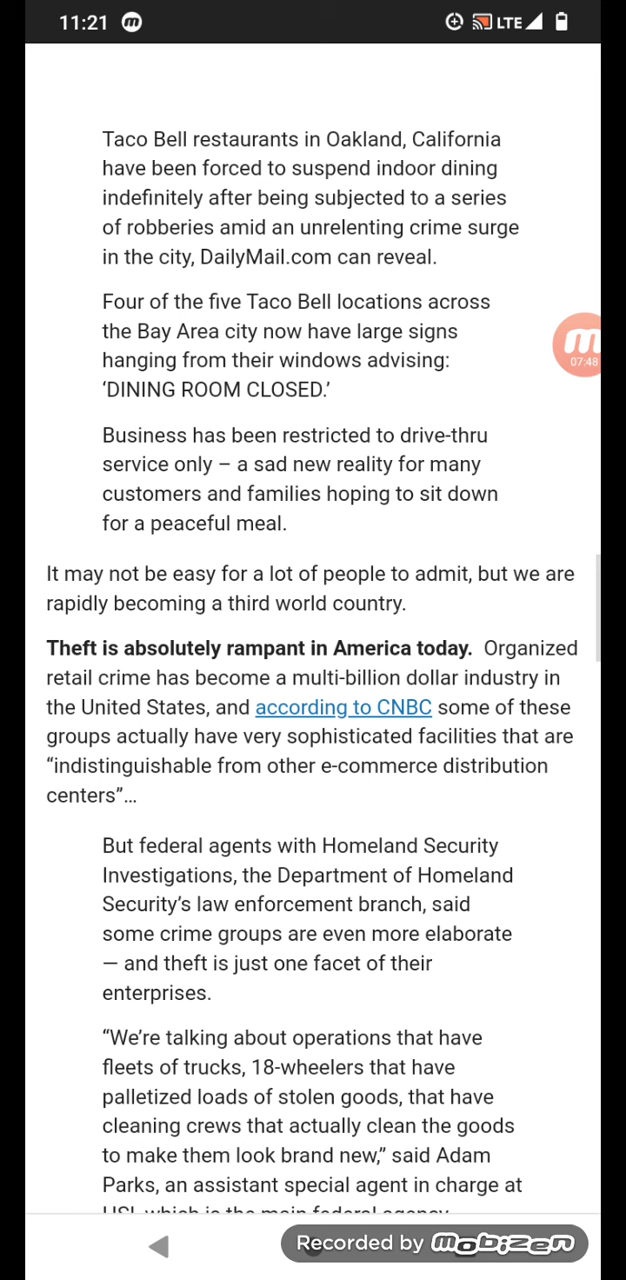 11:21
LTE
Taco Bell restaurants in Oakland, California
have been forced to suspend indoor dining
indefinitely after being subjected to a series
of robberies amid an unrelenting crime surge
in the city, DailyMail.com can reveal.
Four of the five Taco Bell locations across
the Bay Area city now have large signs
hanging from their windows advising:
‘DINING ROOM CLOSED.’
m
07:48
Business has been restricted to drive-thru
service only – a sad new reality for many
customers and families hoping to sit down
for a peaceful meal.
It may not be easy for a lot of people to admit, but we are
rapidly becoming a third world country.
Theft is absolutely rampant in America today.  Organized
retail crime has become a multi-billion dollar industry in
the United States, and according to CNBC some of these
groups actually have very sophisticated facilities that are
“indistinguishable from other e-commerce distribution
centers”…
But federal agents with Homeland Security
Investigations, the Department of Homeland
Security’s law enforcement branch, said
some crime groups are even more elaborate
— and theft is just one facet of their
enterprises.
“We’re talking about operations that have
fleets of trucks, 18-wheelers that have
palletized loads of stolen goods, that have
cleaning crews that actually clean the goods
to make them look brand new,” said Adam
Parks, an assistant special agent in charge at
Recorded by mobizen